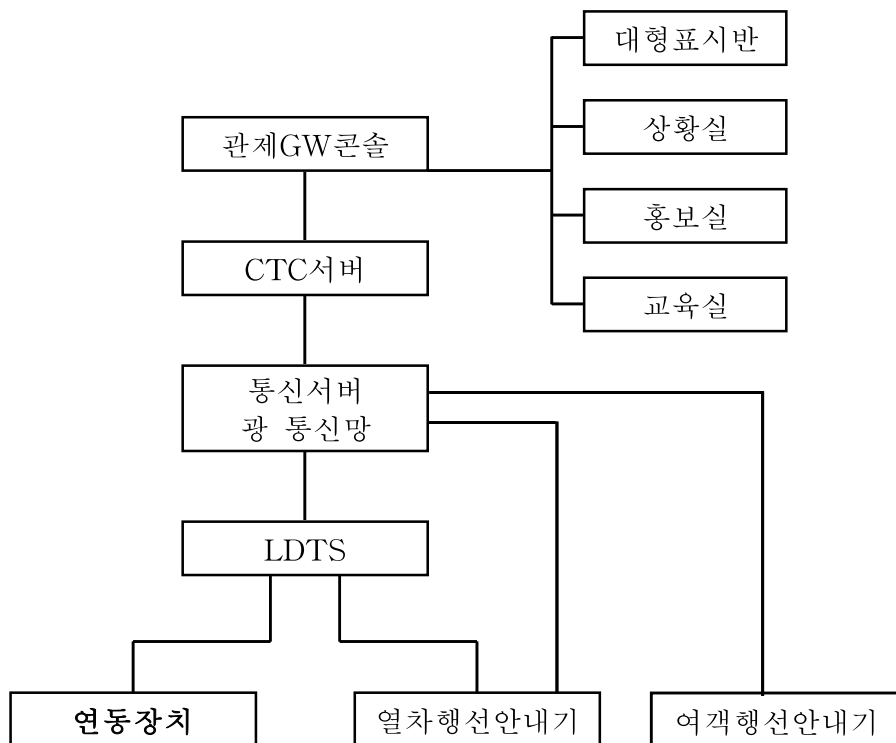 대형표시반
상황실
관제GW콘솔
홍보실
CTC서버
교육실
통신서버
광 통신망
LDTS
연동장치
열차행선안내기
여객행선안내기